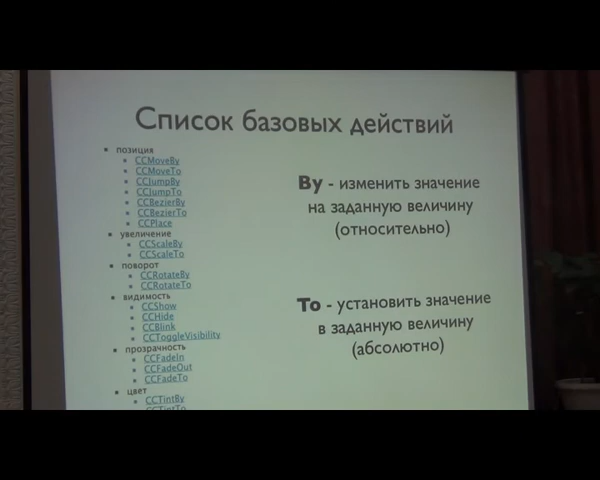 Список базовых действий
позиция
CCMoveBy
CCMoveTo
CCJumpBy
CCJumpTo
CCBezierBy
CCBezierTo
CCPlace
увеличение
CCScaleBy
CCScaleTo
поворот
CCRotateBy
CCRotateTo
видимость
CCShow
CCHide
CCBlink
CCToggleVisibility
прозрачность
CCFadeIn
CCFadeOut
CCFadeTo
цвет
CCTintBy
CCTintTo
By - изменить значение
на заданную величину
(относительно)
To - установить значение
в заданную величину
(абсолютно)